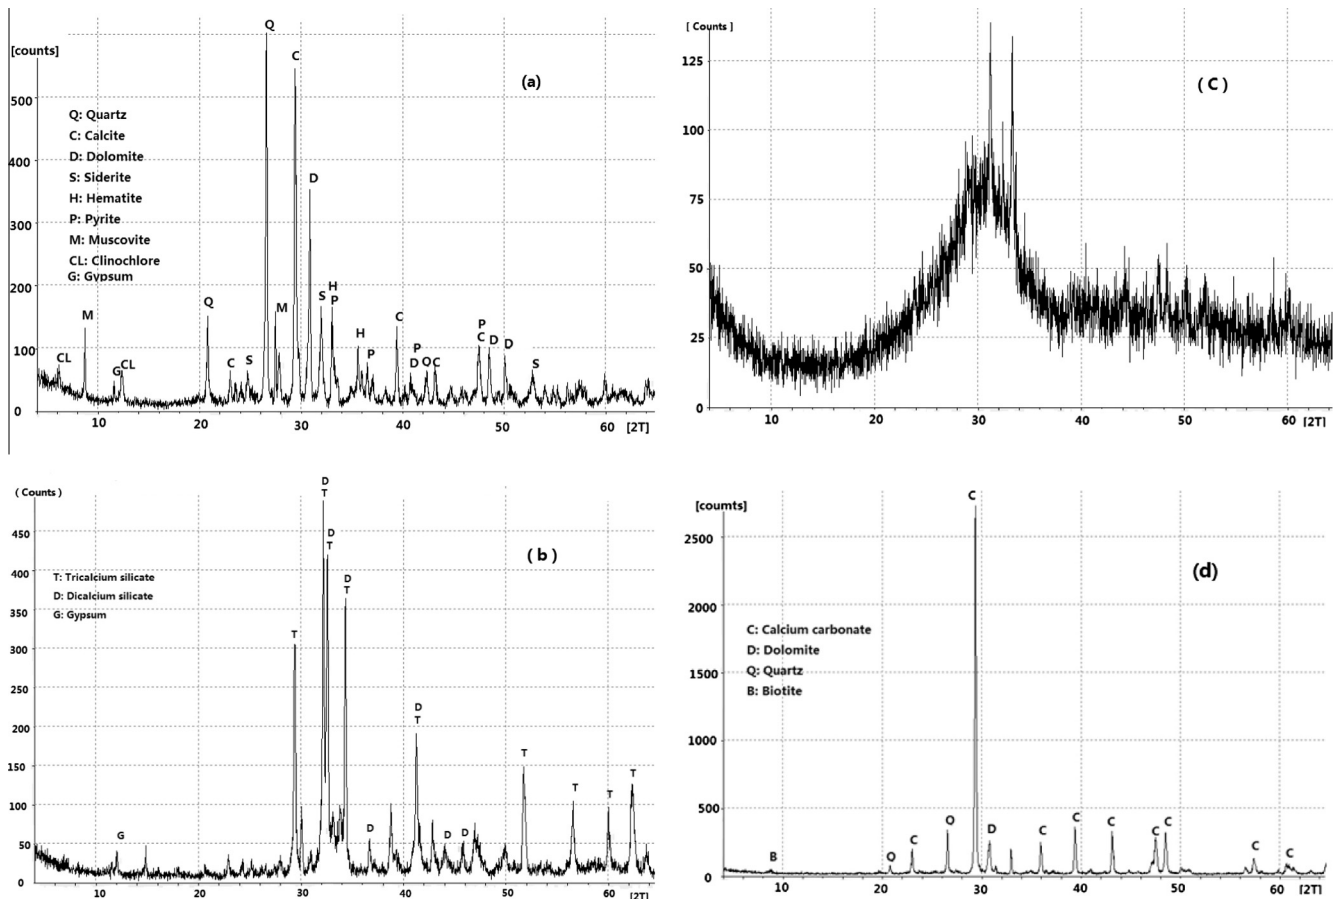 [counts]
(a)
Q: Quartz
C: Calcite
D: Dolomite
S: Siderite
H: Hematite
P: Pyrite
M: Muscovite
CL: Clinochlore
G: Gypsum
500
400
300
200
100
0
CL
M
G
CL
Q
C
S
Q
M
C
D
S
H
P
H
P
C
P
D
Q
C
P
C
D
D
S
10
20
30
40
50
60
[2T]
[ Counts ]
( C )
125
100
75
50
25
0
10
20
30
40
50
60
[2T]
( Counts )
( b )
T: Tricalcium silicate
D: Dicalcium silicate
G: Gypsum
450
400
350
300
250
200
150
100
50
0
G
T
D
T
D
T
D
T
D
D
T
D
D
T
T
T
T
10
20
30
40
50
60
[2T]
[coumts]
(d)
C: Calcium carbonate
D: Dolomite
Q: Quartz
B: Biotite
2500
2000
1500
1000
500
0
B
Q
C
Q
C
D
C
C
C
C
C
C
C
10
20
30
40
50
60
[2T]